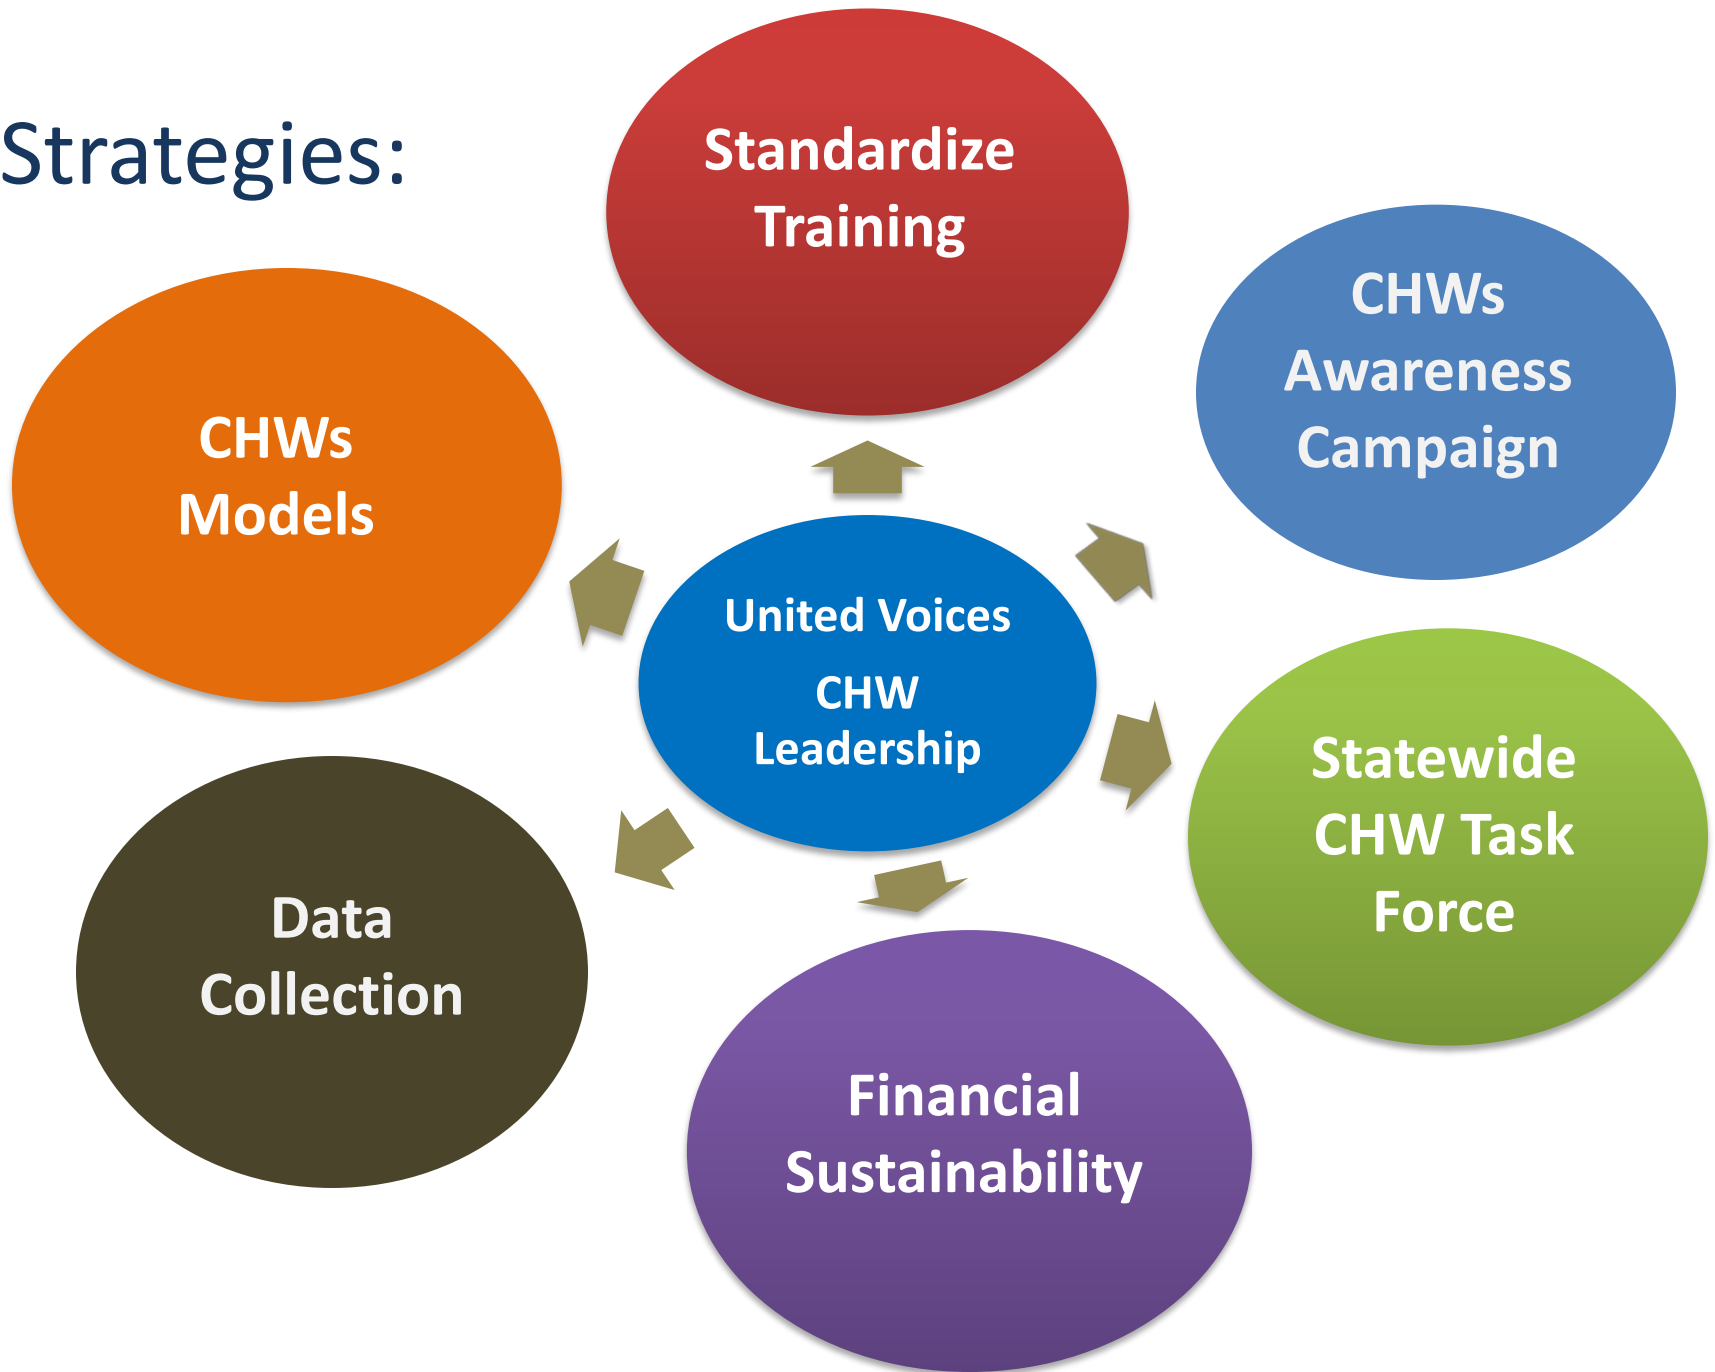 Strategies:
Standardize
Training
CHWs
Awareness
Campaign
CHWs
Models
United Voices
CHW
Leadership
Statewide
CHW Task
Force
Data
Collection
Financial
Sustainability